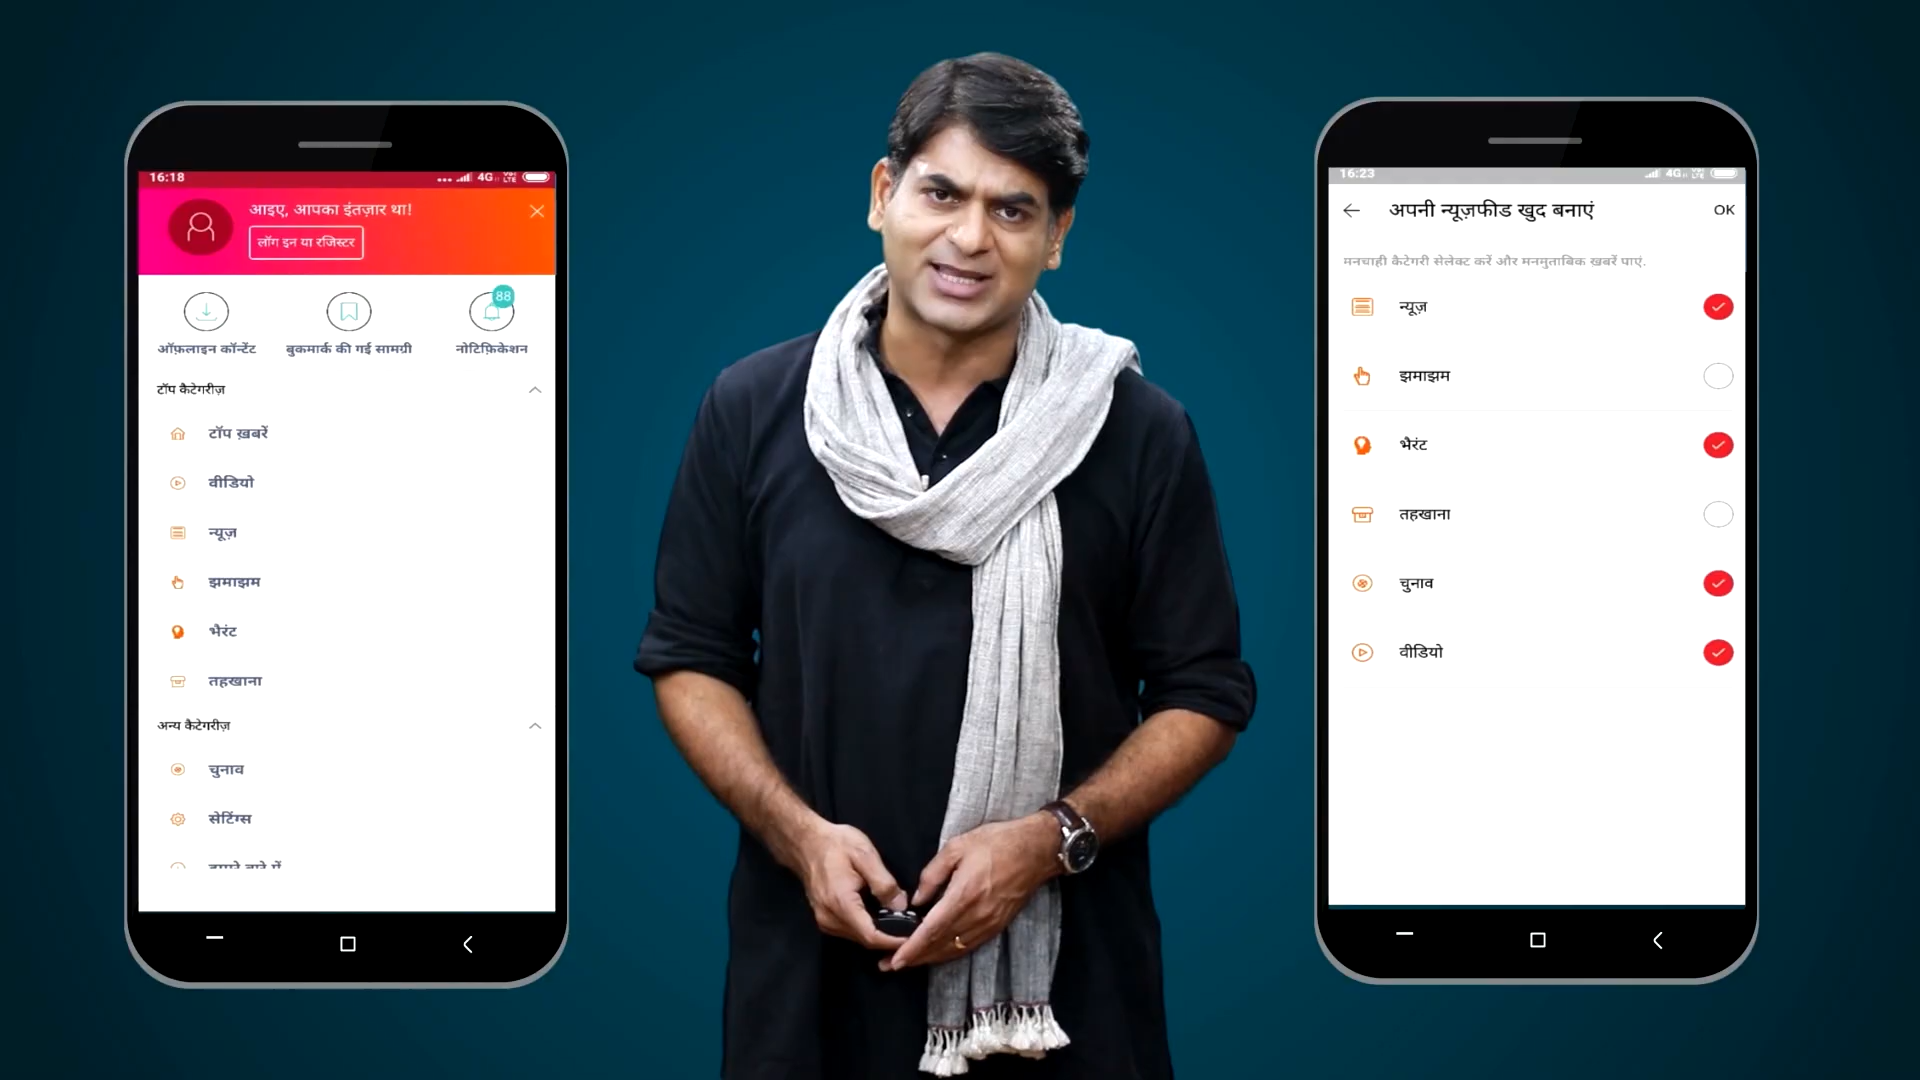 16:18
4G
VoI LTE
आइए, आपका इंतज़ार था!
लॉग इन या रजिस्टर
88
ऑफ़लाइन कॉन्टेंट
बुकमार्क की गई सामग्री
नोटिफ़िकेशन
टॉप कैटेगरीज़
टॉप ख़बरें
वीडियो
न्यूज़
झमाझम
भैरंट
तहखाना
अन्य कैटेगरीज़
चुनाव
सेटिंग्स
16:23
4G
अपनी न्यूज़फीड खुद बनाएं
OK
मनचाही कैटेगरी सेलेक्ट करें और मनमुताबिक ख़बरें पाएं.
न्यूज़
झमाझम
भैरंट
तहखाना
चुनाव
वीडियो